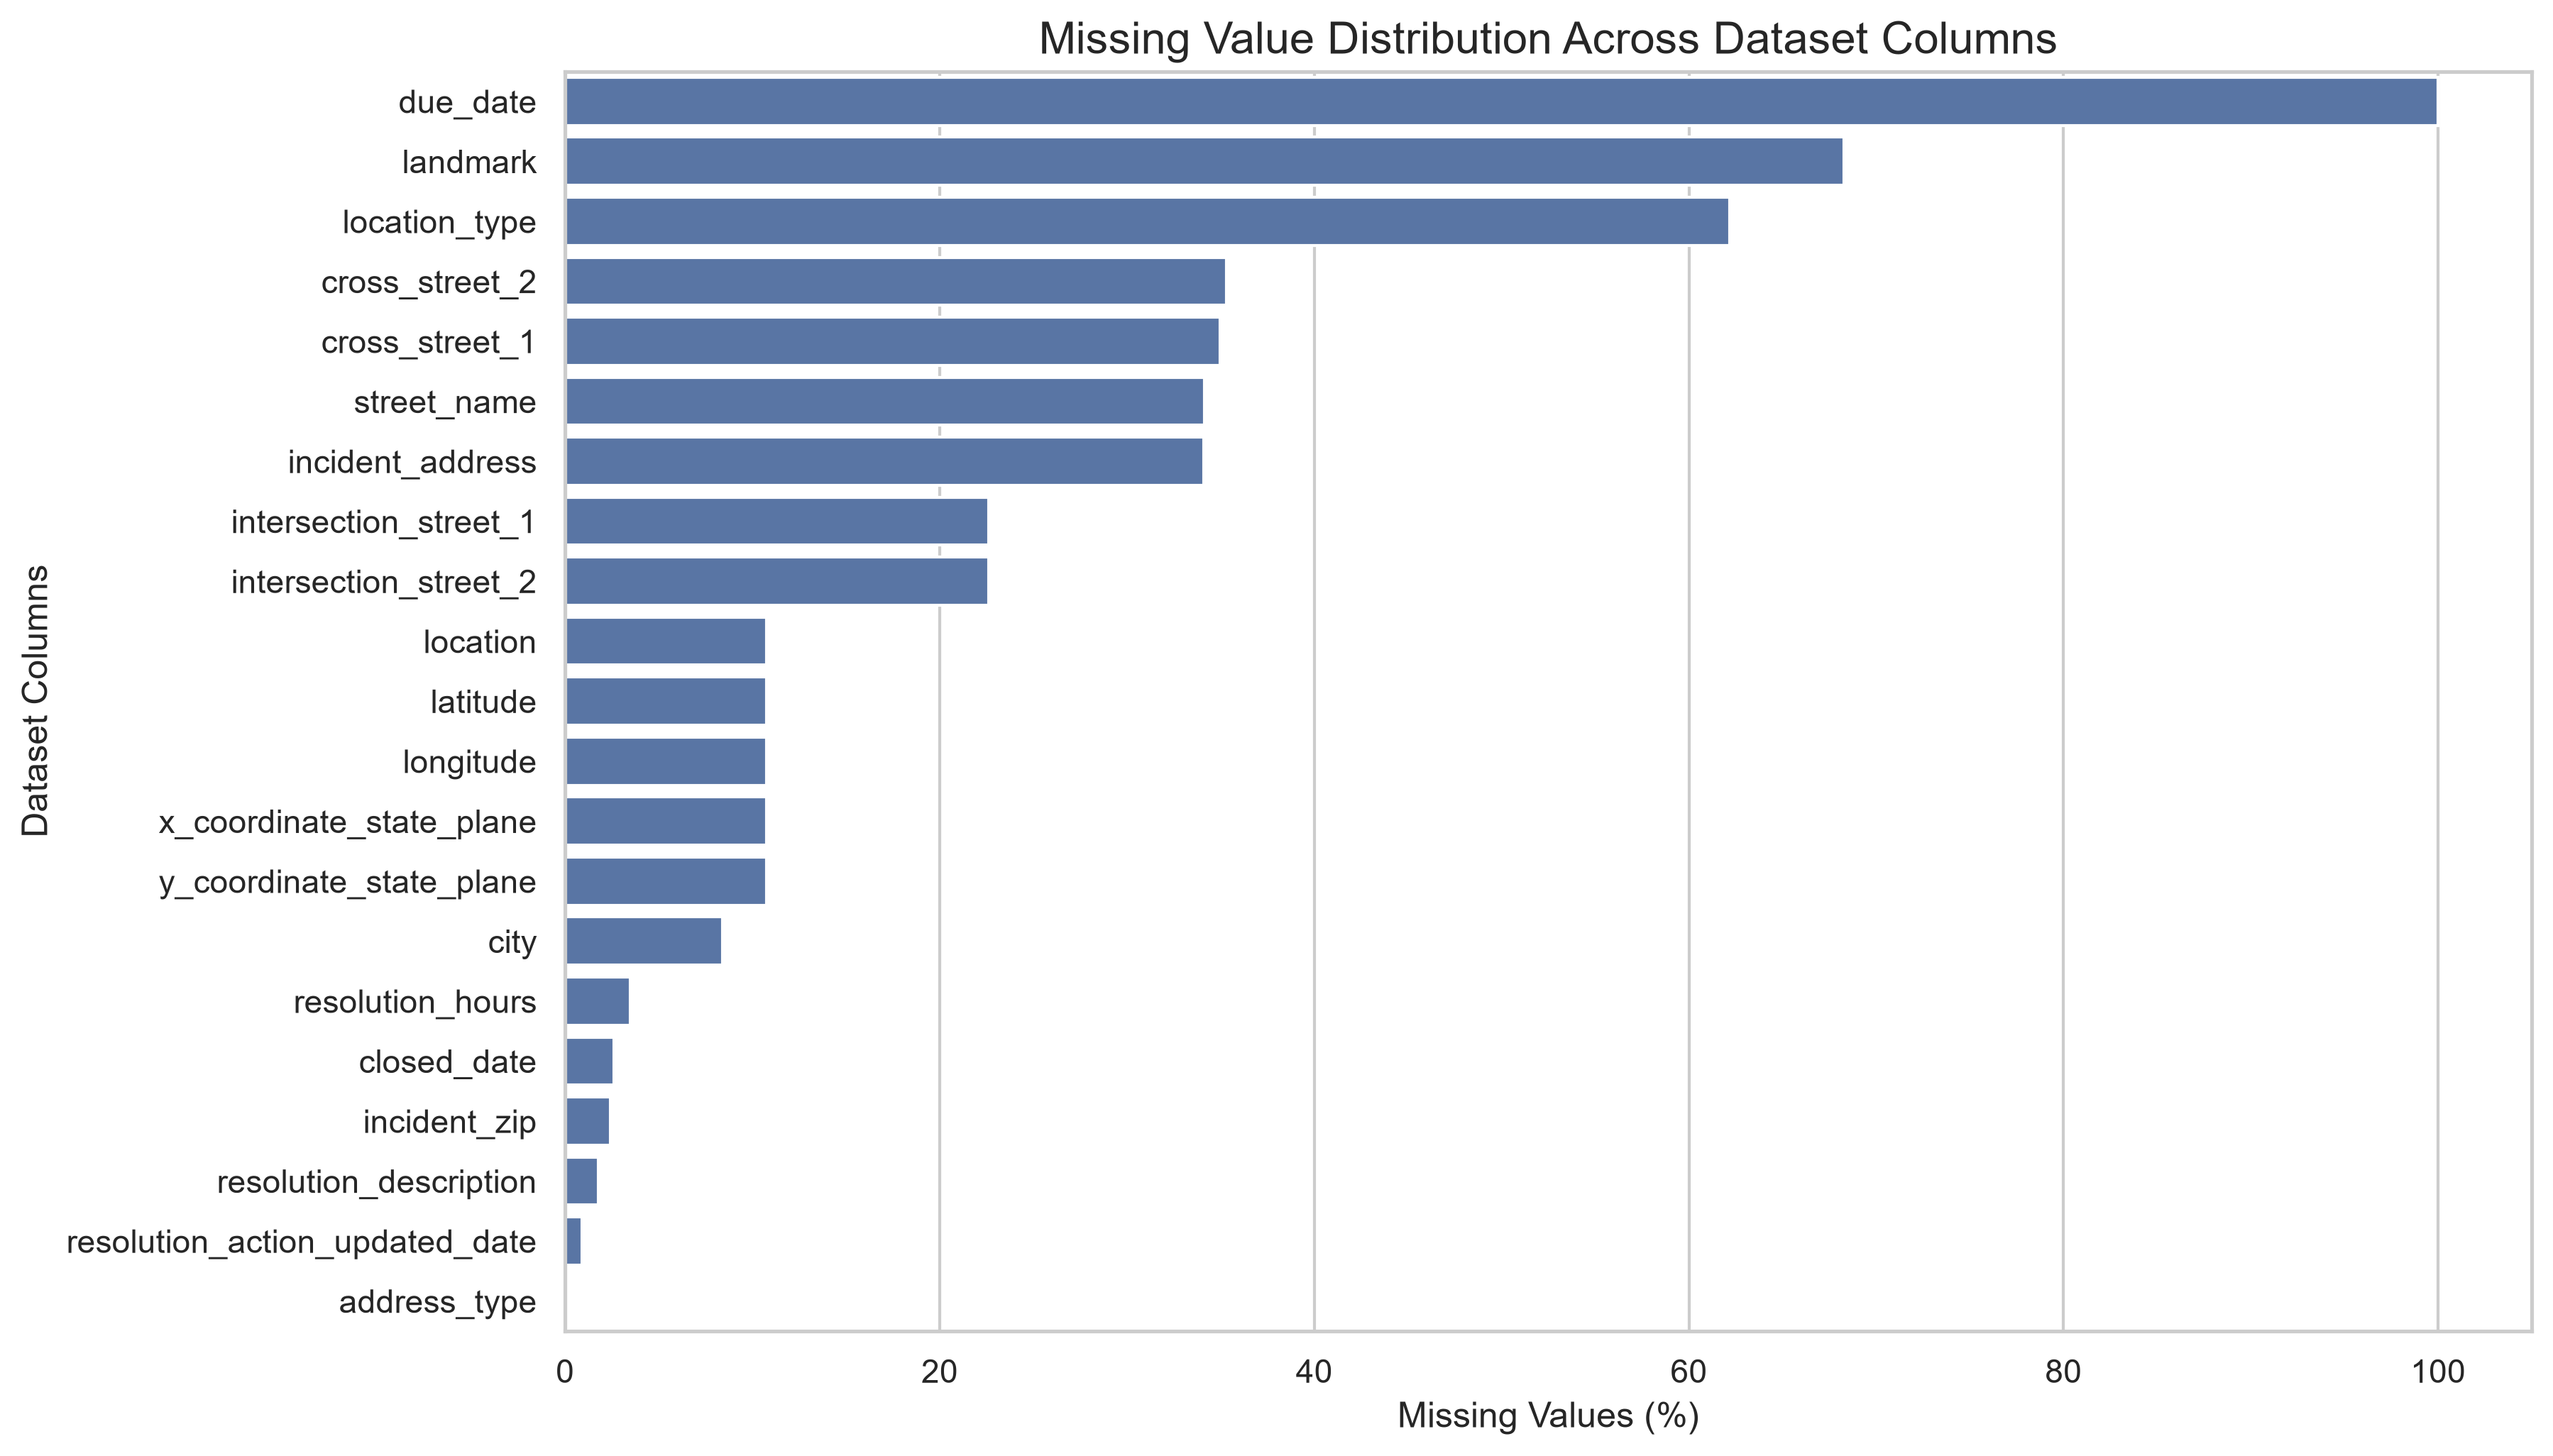 Missing Value Distribution Across Dataset Columns
due_date
landmark
location_type
cross_street_2
cross_street_1
street_name
incident_address
intersection_street_1
intersection_street_2
location
latitude
longitude
x_coordinate_state_plane
y_coordinate_state_plane
city
resolution_hours
closed_date
incident_zip
resolution_description
resolution_action_updated_date
address_type
Dataset Columns
0 20 40 60 80 100
Missing Values (%)